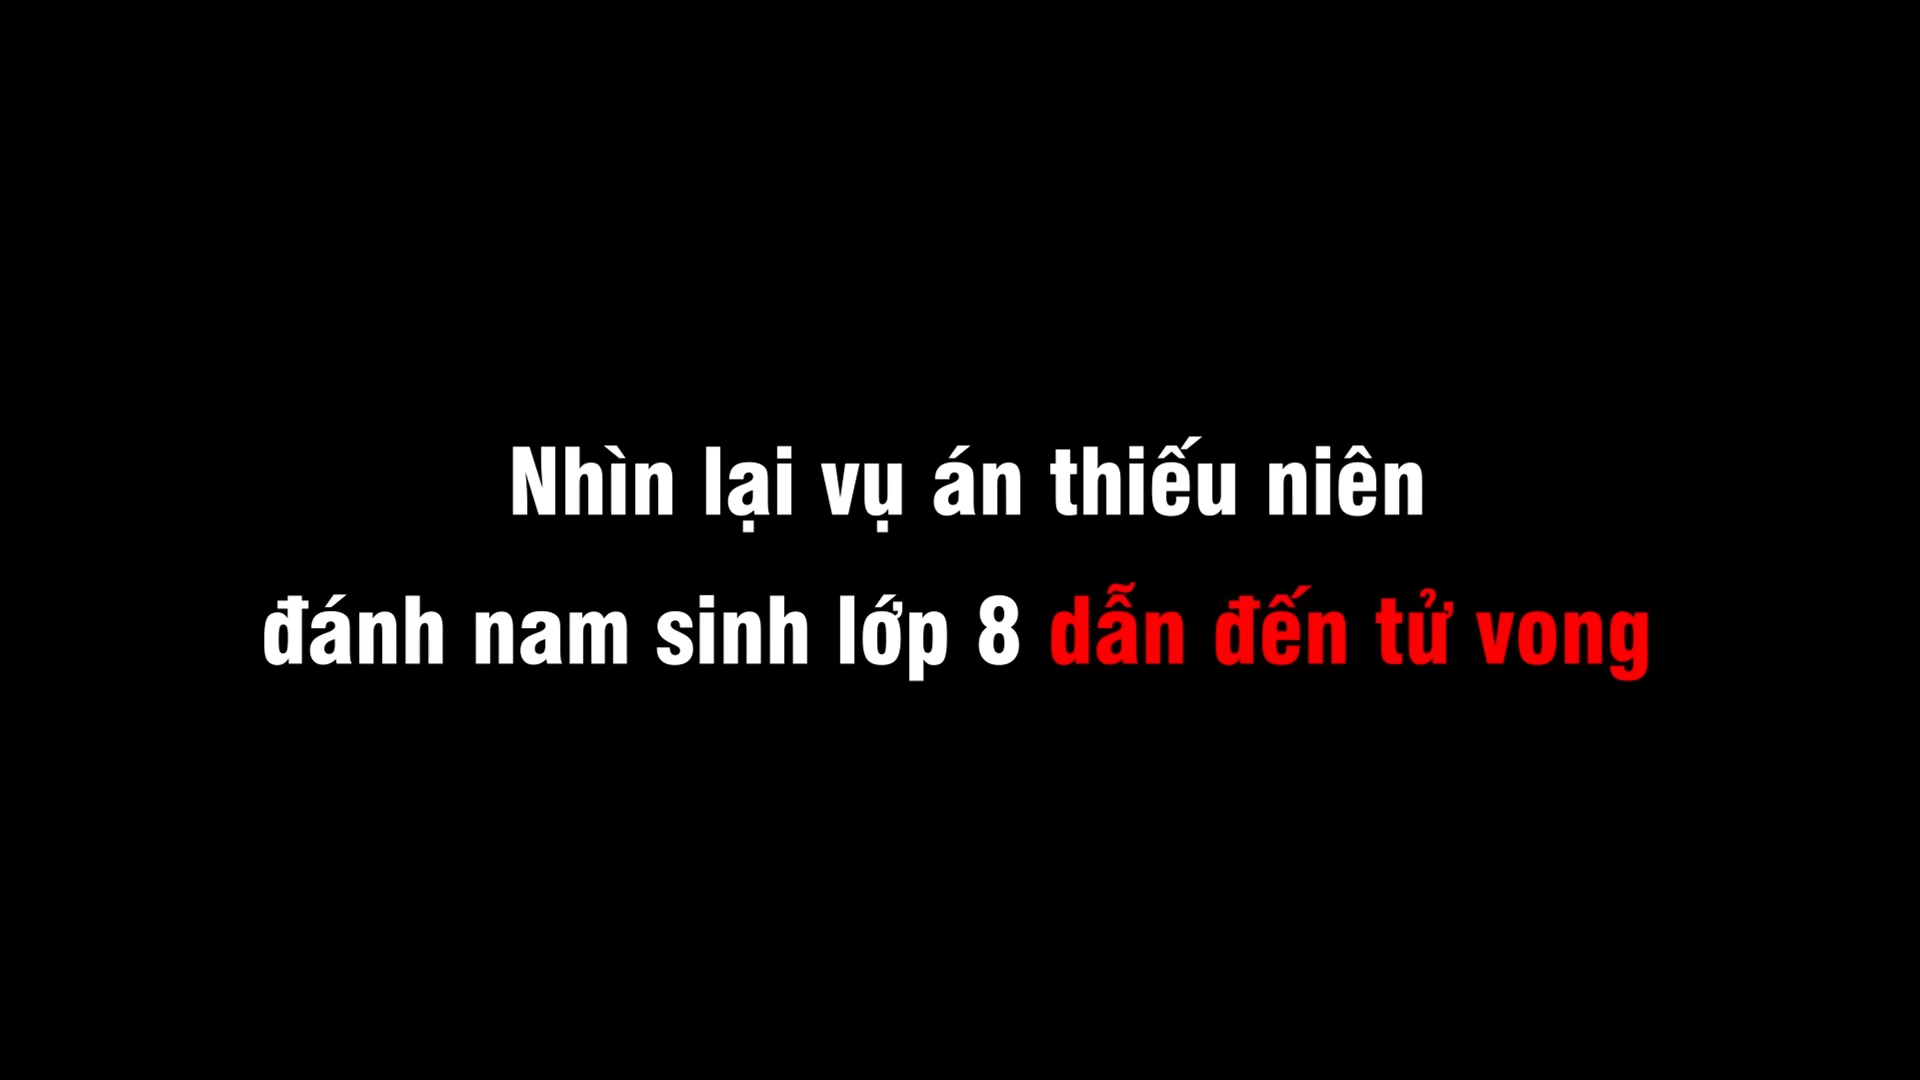 Nhìn lại vụ án thiếu niên
đánh nam sinh lớp 8 dẫn đến tử vong